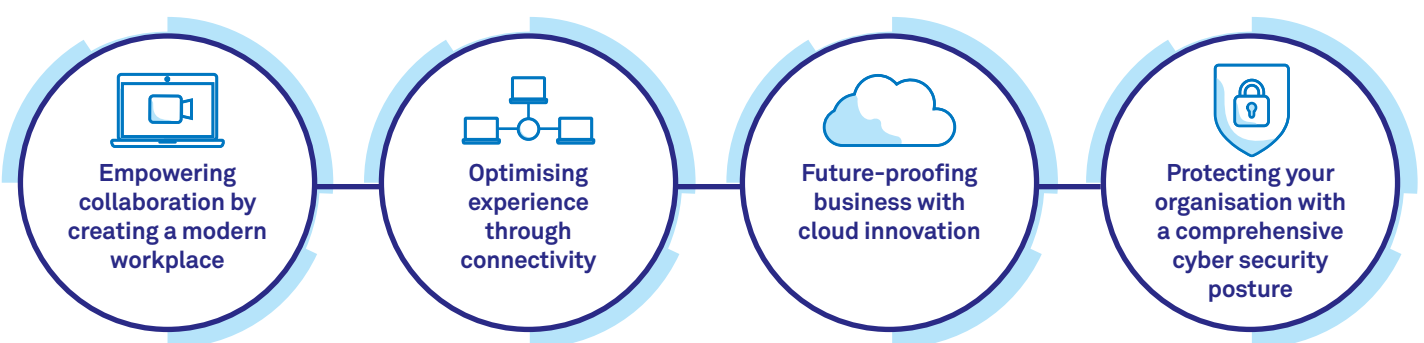 Empowering
collaboration by
creating a modern
workplace
Optimising
experience
through
connectivity
Future-proofing
business with
cloud innovation
Protecting your
organisation with
a comprehensive
cyber security
posture